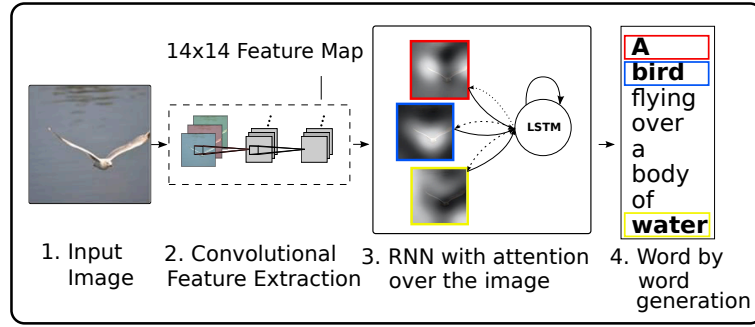 14x14 Feature Map
LSTM
A
bird
flying
over
a
body
of
water
1. Input
Image
2. Convolutional
Feature Extraction
3. RNN with attention
over the image
4. Word by
word
generation